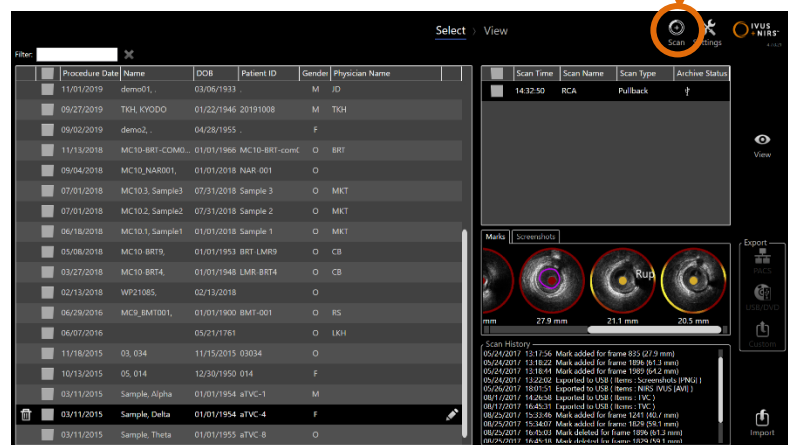 Select > View
Scan Settings
IVUS
+NIRS
Filter:
Procedure Date Name DOB Patient ID Gender Physician Name
11/01/2019 demo01, . 03/06/1933 . M JD
09/27/2019 TKH, KYODO 01/22/1946 20191008 M TKH
09/02/2019 demo2, . 04/28/1955 . F
11/13/2018 MC10-BRT-COM0... 01/01/1966 MC10-BRT-com( O BRT
09/04/2018 MC10_NAR001, 01/01/2018 NAR-001 O
07/01/2018 MC10.3, Sample3 07/31/2018 Sample 3 O MKT
07/01/2018 MC10.2, Sample2 07/31/2018 Sample 2 O MKT
06/18/2018 MC10.1, Sample1 01/01/2018 Sample 1 O MKT
05/08/2018 MC10-BRT9, 01/01/1953 BRT-LMR9 O CB
03/27/2018 MC10-BRT4, 01/01/1948 LMR-BRT4 O CB
02/13/2018 WP21085, 02/13/2018 O
06/29/2016 MC9_BMT001, 01/01/1900 BMT-001 O RS
06/07/2016 05/21/1761 O LKH
11/18/2015 03, 034 11/15/2015 03034 O
10/13/2015 05, 014 12/30/1950 014 F
03/11/2015 Sample, Alpha 01/01/1954 aTVC-1 M
03/11/2015 Sample, Delta 01/01/1954 aTVC-4 F
03/11/2015 Sample, Theta 01/01/1955 aTVC-8 O
Scan Time Scan Name Scan Type Archive Status
14:32:50 RCA Pullback
View
Marks Screenshots
Rup
mm 27.9 mm 21.1 mm 20.5 mm
Scan History
05/24/2017 13:17:56 Mark added for frame 835 (27.9 mm)
05/24/2017 13:18:22 Mark added for frame 1896 (61.3 mm)
05/24/2017 13:18:44 Mark added for frame 1989 (64.2 mm)
05/24/2017 13:22:02 Exported to USB ( Items : Screenshots [PNG] )
05/26/2017 18:01:51 Exported to USB ( Items : NIRS IVUS [AVI] )
08/17/2017 14:26:58 Exported to USB ( Items : TVC )
08/17/2017 16:45:31 Exported to USB ( Items : TVC )
08/25/2017 15:33:46 Mark added for frame 1241 (40.7 mm)
08/25/2017 15:34:07 Mark added for frame 1829 (59.1 mm)
08/25/2017 16:45:03 Mark deleted for frame 1896 (61.3 mm)
08/25/2017 16:45:18 Mark deleted for frame 1829 (59.1 mm)
Export
PACS
USB/DVD
Custom
Import